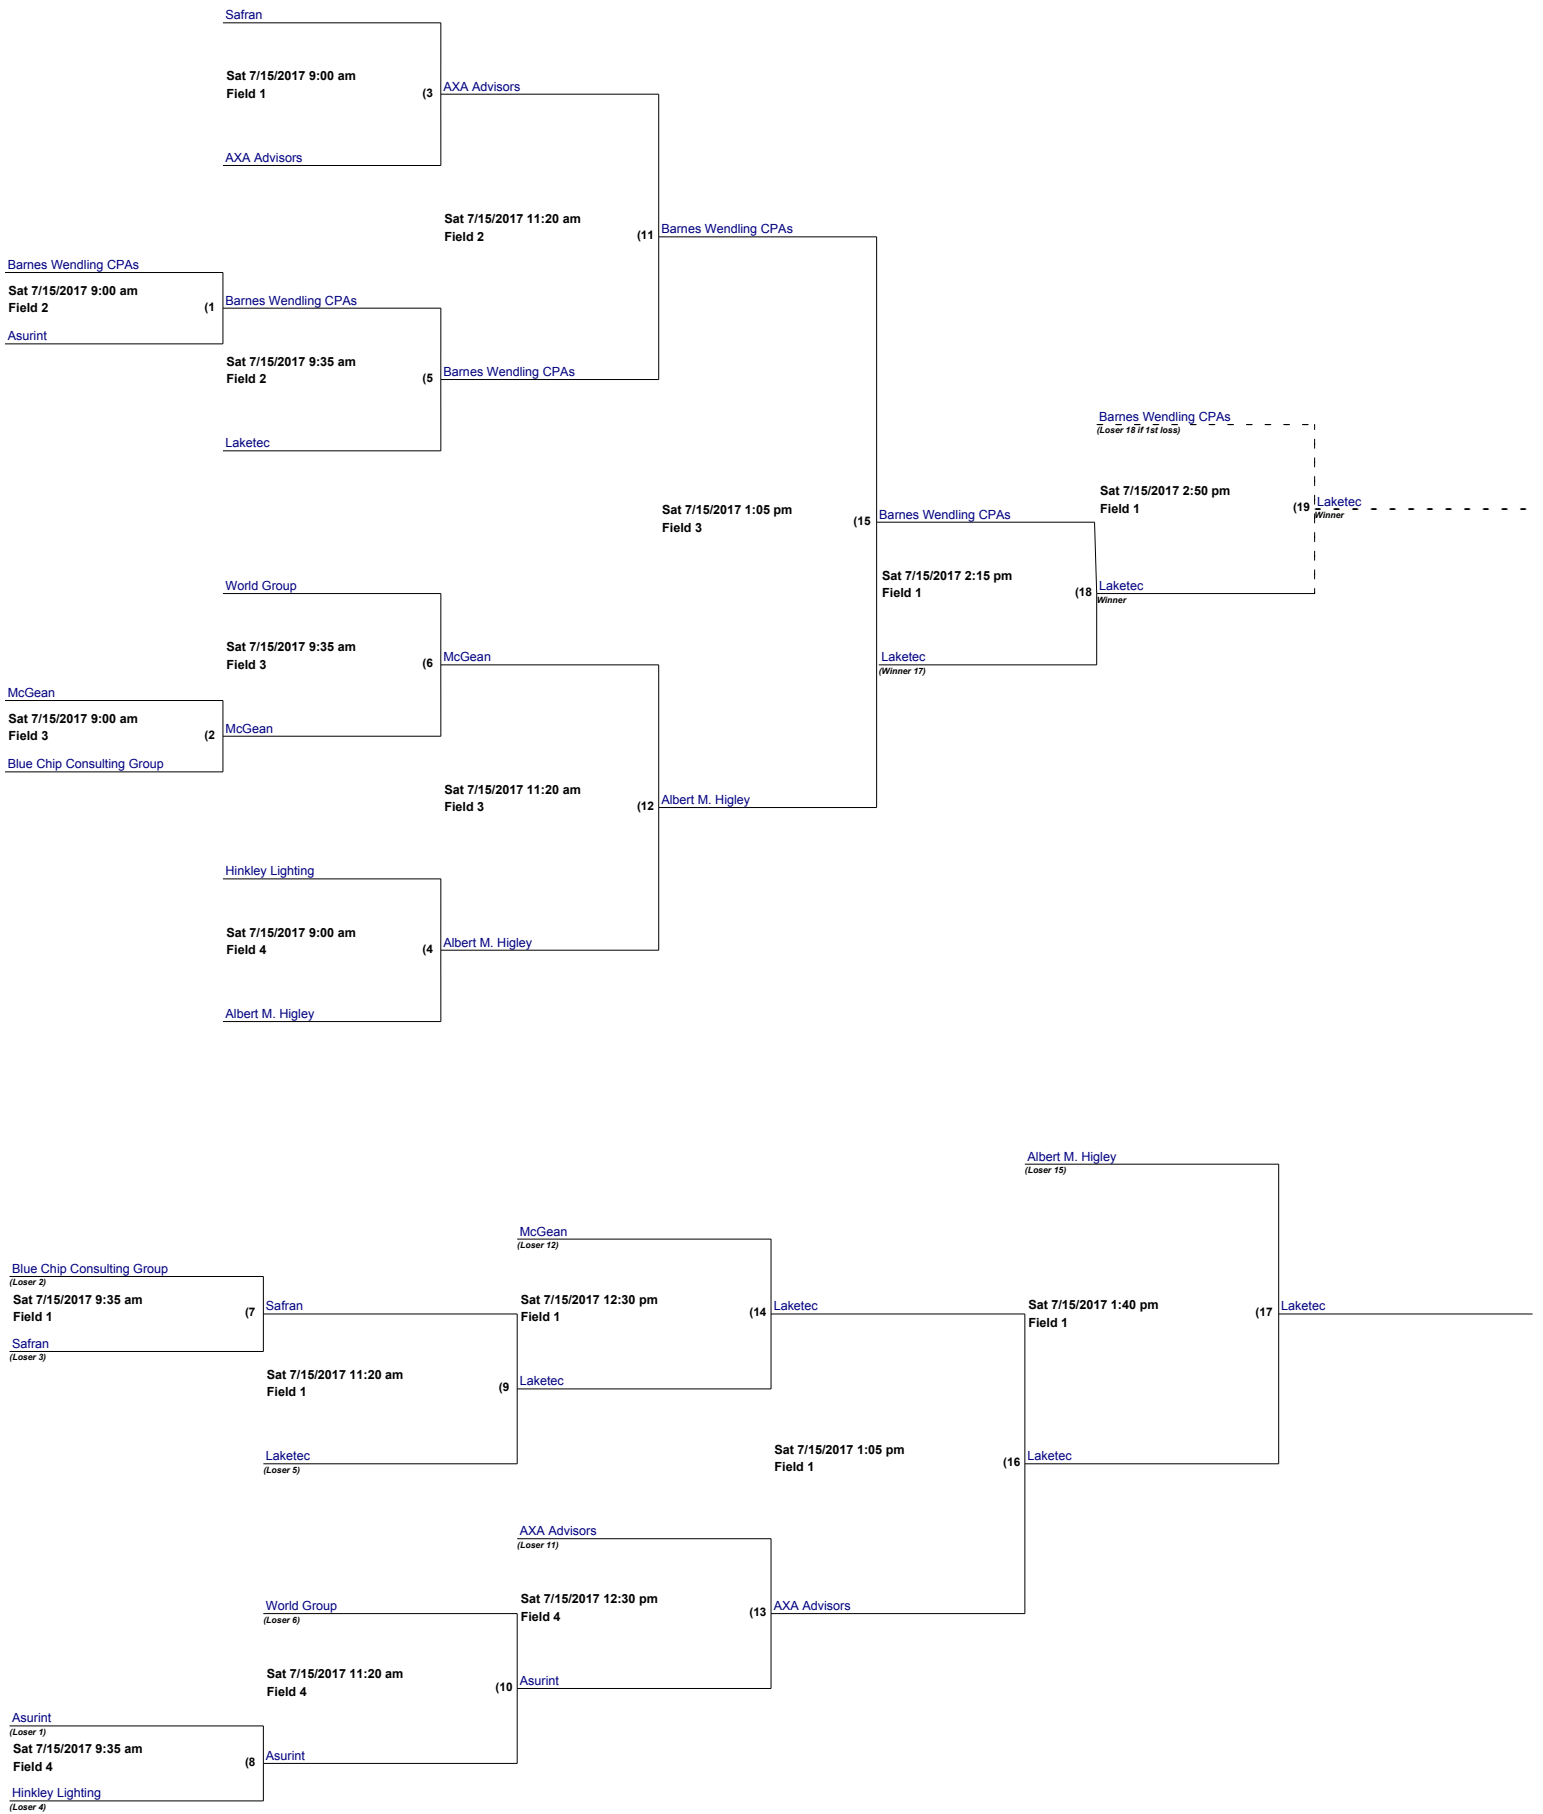 Safran
Sat 7/15/2017 9:00 am
Field 1
(3
AXA Advisors
AXA Advisors
Sat 7/15/2017 11:20 am
Field 2
(11
Barnes Wendling CPAs
Barnes Wendling CPAs
Sat 7/15/2017 9:00 am
Field 2
(1
Asurint
Barnes Wendling CPAs
Sat 7/15/2017 9:35 am
Field 2
(5
Barnes Wendling CPAs
Laketec
Barnes Wendling CPAs
(Loser 18 if 1st loss)
Sat 7/15/2017 2:50 pm
Field 1
(19
Laketec
Winner
Sat 7/15/2017 1:05 pm
Field 3
(15
Barnes Wendling CPAs
Sat 7/15/2017 2:15 pm
Field 1
(18
Laketec
Winner
World Group
Sat 7/15/2017 9:35 am
Field 3
(6
McGean
Laketec
(Winner 17)
McGean
Sat 7/15/2017 9:00 am
Field 3
(2
McGean
Blue Chip Consulting Group
Sat 7/15/2017 11:20 am
Field 3
(12
Albert M. Higley
Hinkley Lighting
Sat 7/15/2017 9:00 am
Field 4
(4
Albert M. Higley
Albert M. Higley
Albert M. Higley
(Loser 15)
McGean
(Loser 12)
Blue Chip Consulting Group
(Loser 2)
Sat 7/15/2017 9:35 am
Field 1
(7
Safran
Safran
(Loser 3)
Sat 7/15/2017 12:30 pm
Field 1
(14
Laketec
Sat 7/15/2017 1:40 pm
Field 1
(17
Laketec
Sat 7/15/2017 11:20 am
Field 1
(9
Laketec
Laketec
(Loser 5)
Sat 7/15/2017 1:05 pm
Field 1
(16
Laketec
AXA Advisors
(Loser 11)
World Group
(Loser 6)
Sat 7/15/2017 12:30 pm
Field 4
(13
AXA Advisors
Sat 7/15/2017 11:20 am
Field 4
(10
Asurint
Asurint
(Loser 1)
Sat 7/15/2017 9:35 am
Field 4
(8
Asurint
Hinkley Lighting
(Loser 4)